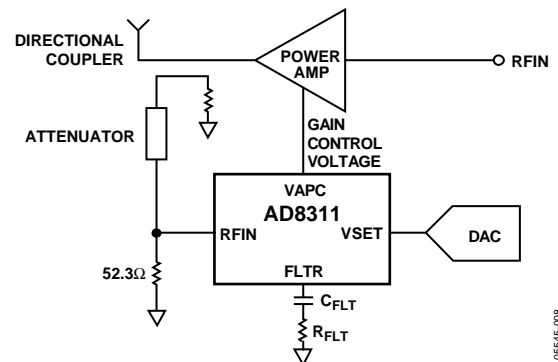 DIRECTIONAL
COUPLER
POWER
AMP
RFIN
ATTENUATOR
GAIN
CONTROL
VOLTAGE
VAPC
AD8311
RFIN
VSET
DAC
52.3Ω
FLTR
CFLT
RFLT
05545-008